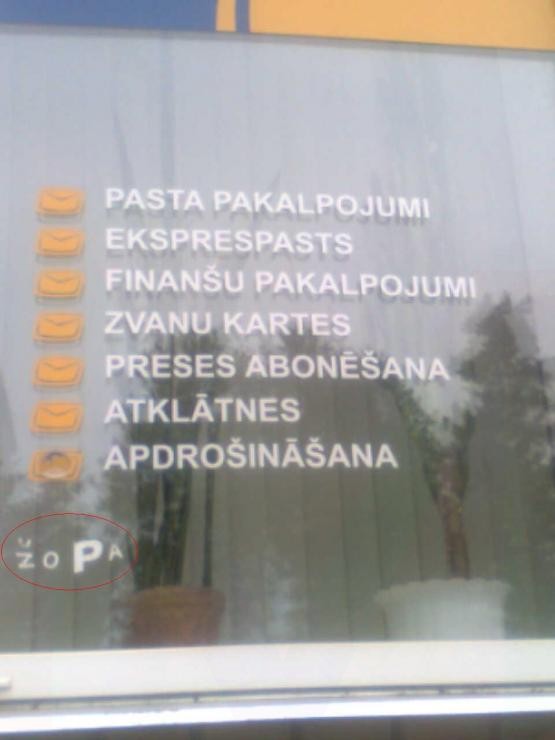 PASTA PAKALPOJUMI
EKSPRESPASTS
FINANŠU PAKALPOJUMI
ZVANU KARTES
PRESES ABONĒŠANA
ATKLĀTNES
APDROŠINĀŠANA
Ž O P A